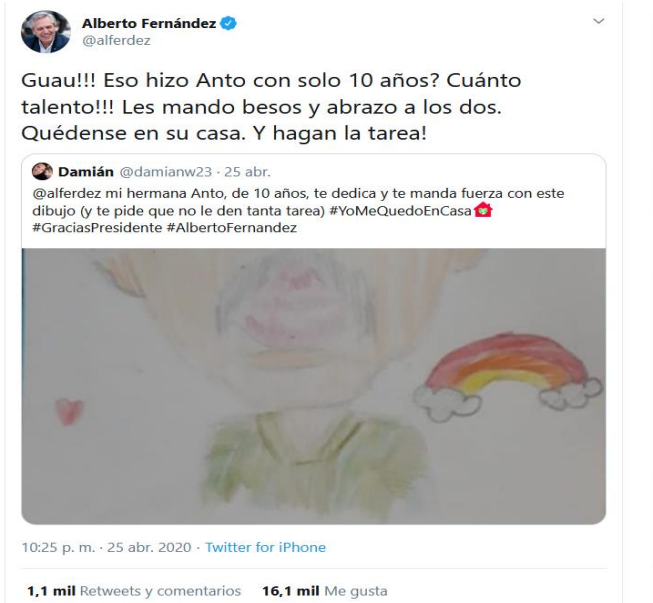 Alberto Fernández
@alferdez
Guau!!! Eso hizo Anto con solo 10 años? Cuánto
talento!!! Les mando besos y abrazo a los dos.
Quédense en su casa. Y hagan la tarea!
Damián @damianw23 · 25 abr.
@alferdez mi hermana Anto, de 10 años, te dedica y te manda fuerza con este
dibujo (y te pide que no le den tanta tarea) #YoMeQuedoEnCasa
#GraciasPresidente #AlbertoFernandez
10:25 p. m. · 25 abr. 2020 · Twitter for iPhone
1,1 mil Retweets y comentarios 16,1 mil Me gusta